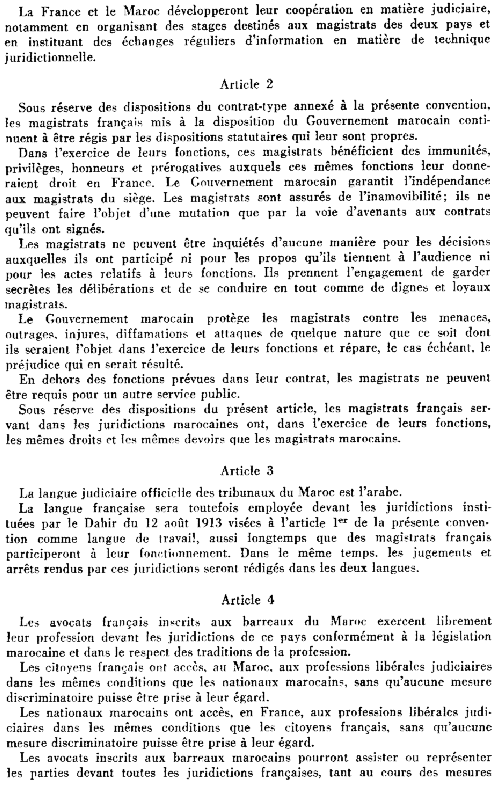 La France et le Maroc développeront leur coopération en matière judiciaire,
notamment en organisant des stages destinés aux magistrats des deux pays et
en instituant des échanges réguliers d'information en matière de technique
juridictionnelle.
Article 2
Sous réserve des dispositions du contrat-type annexé à la présente convention,
les magistrats français mis à la disposition du Gouvernement marocain conti-
nuent à être régis par les dispositions statutaires qui leur sont propres.
Dans l'exercice de leurs fonctions, ces magistrats bénéficient des immunités,
privilèges, honneurs et prérogatives auxquels ces mêmes fonctions leur donne-
raient droit en France. Le Gouvernement marocain garantit l'indépendance
aux magistrats du siège. Les magistrats sont assurés de l'inamovibilité; ils ne
peuvent faire l'objet d'une mutation que par la voie d'avenants aux contrats
qu'ils ont signés.
Les magistrats ne peuvent être inquiétés d'aucune manière pour les décisions
auxquelles ils ont participé ni pour les propos qu'ils tiennent à l'audience ni
pour les actes relatifs à leurs fonctions. Ils prennent l'engagement de garder
secrètes les délibérations et de se conduire en tout comme de dignes et loyaux
magistrats.
Le Gouvernement marocain protège les magistrats contre les menaces,
outrages, injures, diffamations et attaques de quelque nature que ce soit dont
ils seraient l'objet dans l'exercice de leurs fonctions et répare, le cas échéant, le
préjudice qui en serait résulté.
En dehors des fonctions prévues dans leur contrat, les magistrats ne peuvent
être requis pour un autre service public.
Sous réserve des dispositions du présent article, les magistrats français ser-
vant dans les juridictions marocaines ont, dans l'exercice de leurs fonctions,
les mêmes droits et les mêmes devoirs que les magistrats marocains.
Article 3
La langue judiciaire officielle des tribunaux du Maroc est l'arabe.
La langue française sera toutefois employée devant les juridictions insti-
tuées par le Dahir du 12 août 1913 visées à l'article 1er de la présente conven-
tion comme langue de travail, aussi longtemps que des magistrats français
participeront à leur fonctionnement. Dans le même temps, les jugements et
arrêts rendus par ces juridictions seront rédigés dans les deux langues.
Article 4
Les avocats français inscrits aux barreaux du Maroc exercent librement
leur profession devant les juridictions de ce pays conformément à la législation
marocaine et dans le respect des traditions de la profession.
Les citoyens français ont accès, au Maroc, aux professions libérales judiciaires
dans les mêmes conditions que les nationaux marocains, sans qu'aucune mesure
discriminatoire puisse être prise à leur égard.
Les nationaux marocains ont accès, en France, aux professions libérales judi-
ciaires dans les mêmes conditions que les citoyens français, sans qu'aucune
mesure discriminatoire puisse être prise à leur égard.
Les avocats inscrits aux barreaux marocains pourront assister ou représenter
les parties devant toutes les juridictions françaises, tant au cours des mesures